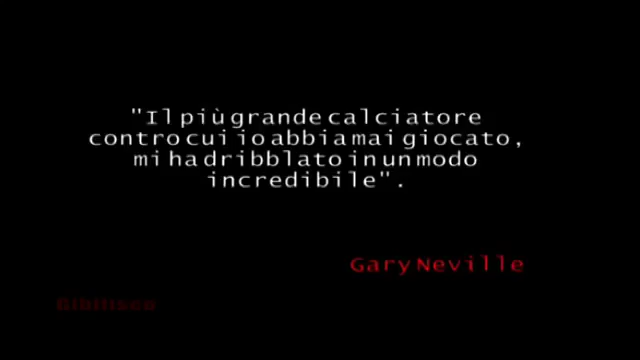 "Il più grande calciatore
contro cui io abbia mai giocato,
mi ha dribblato in un modo
incredibile".
Gary Neville